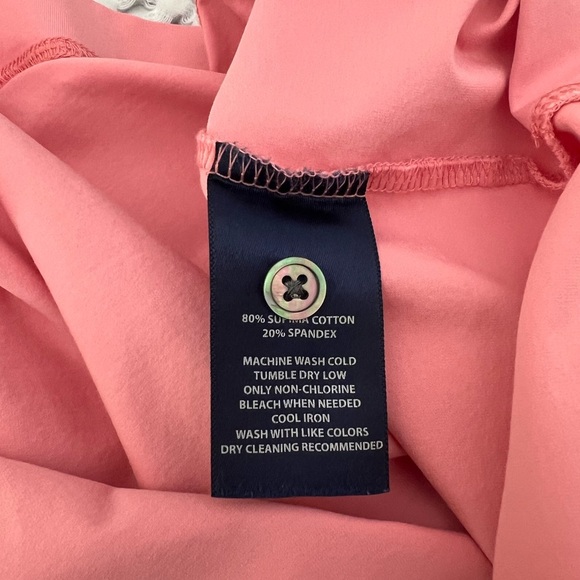 80% SUPIMA COTTON
20% SPANDEX
MACHINE WASH COLD
TUMBLE DRY LOW
ONLY NON-CHLORINE
BLEACH WHEN NEEDED
COOL IRON
WASH WITH LIKE COLORS
DRY CLEANING RECOMMENDED